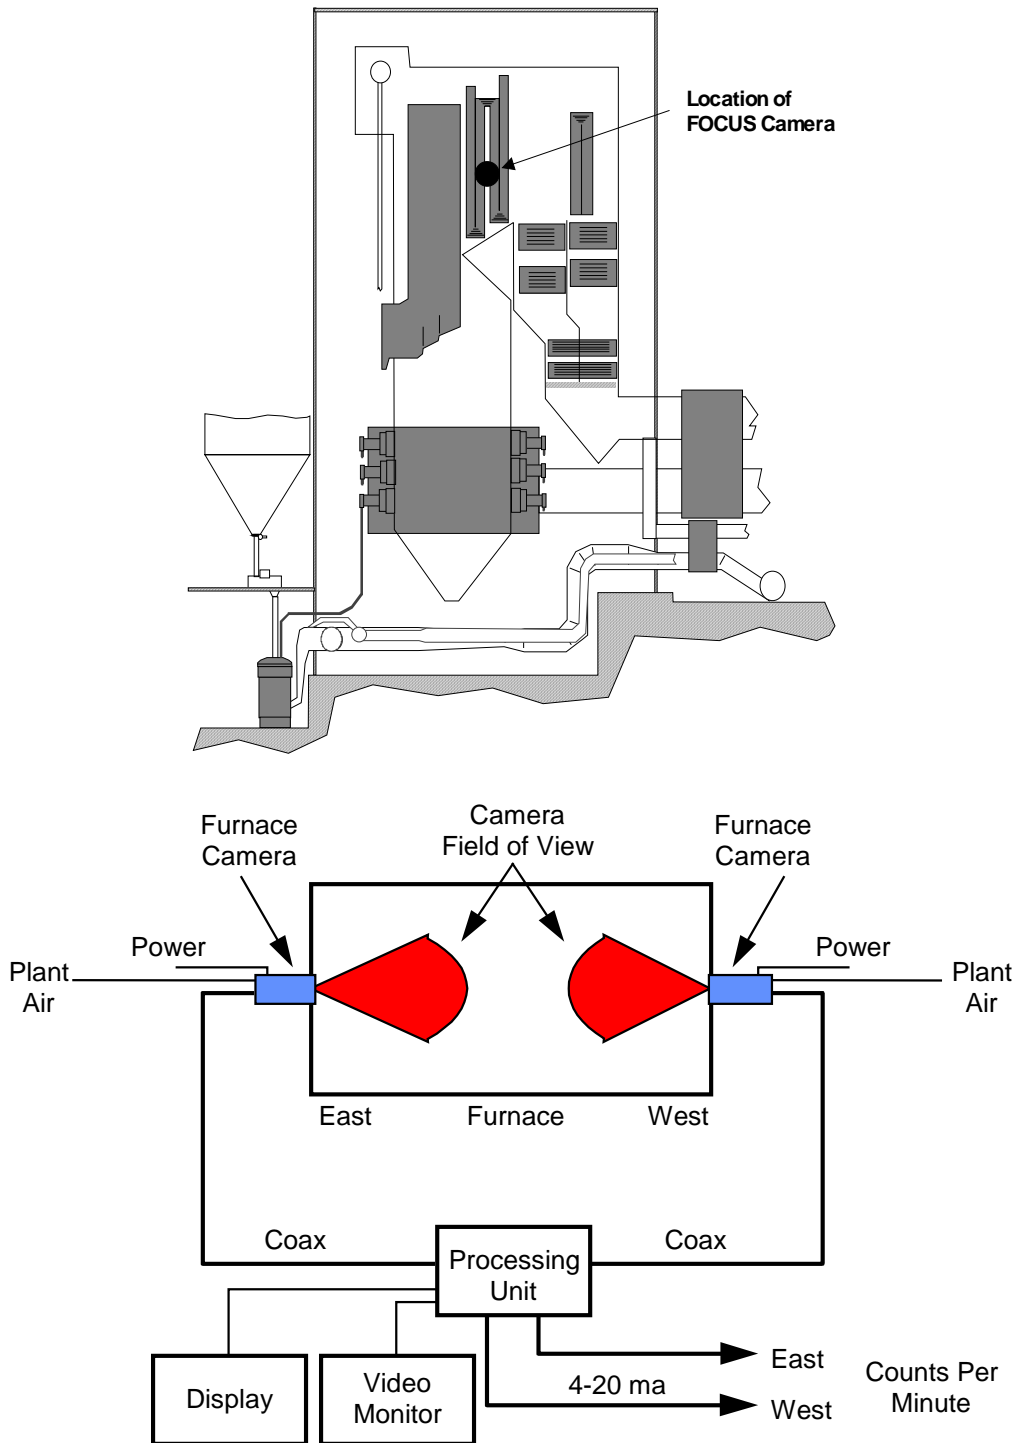 Location of
FOCUS Camera
Camera
Field of View
Furnace
Camera
Furnace
Camera
Power
Power
Plant
Air
Plant
Air
East
Furnace
West
Coax
Coax
Processing
Unit
Display
Video
Monitor
4-20 ma
East
West
Counts Per
Minute